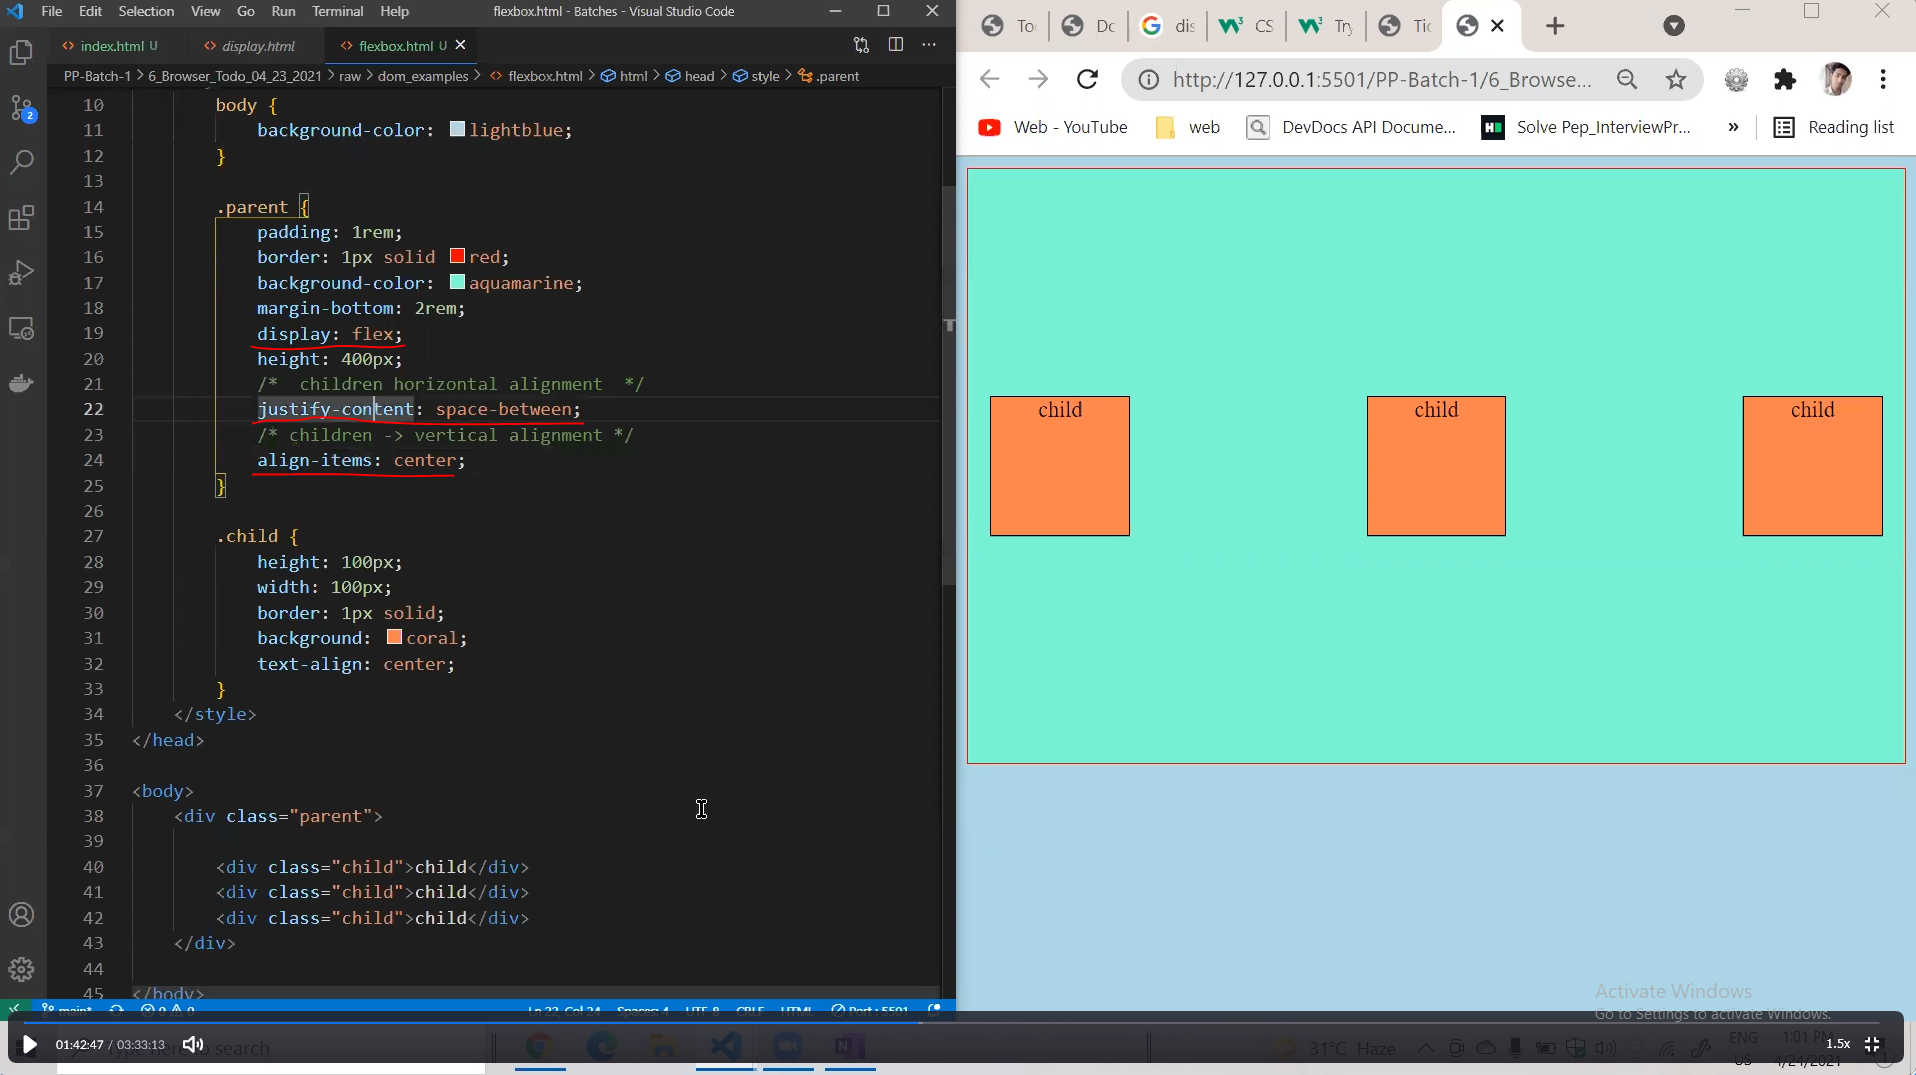 File Edit Selection View Go Run Terminal Help flexbox.html - Batches - Visual Studio Code
index.html U display.html flexbox.html U
PP-Batch-1 > 6_Browser_Todo_04_23_2021 > raw > dom_examples > flexbox.html > html > head > style > .parent
10 body {
11 background-color: lightblue;
12 }
13
14 .parent {
15 padding: 1rem;
16 border: 1px solid red;
17 background-color: aquamarine;
18 margin-bottom: 2rem;
19 display: flex;
20 height: 400px;
21 /* children horizontal alignment */
22 justify-content: space-between;
23 /* children -> vertical alignment */
24 align-items: center;
25 }
26
27 .child {
28 height: 100px;
29 width: 100px;
30 border: 1px solid;
31 background: coral;
32 text-align: center;
33 }
34 </style>
35 </head>
36
37 <body>
38 <div class="parent">
39
40 <div class="child">child</div>
41 <div class="child">child</div>
42 <div class="child">child</div>
43 </div>
44
45 </body>
2
main* 0 0 Ln 22, Col 24 Spaces: 4 UTF-8 CRLF HTML Port : 5501
To Dc dis CS Try Tic
http://127.0.0.1:5501/PP-Batch-1/6_Browse...
Web - YouTube web DevDocs API Docume... Solve Pep_InterviewPr... » Reading list
child child child
Activate Windows
Go to Settings to activate Windows.
01:42:47 / 03:33:13 Type here to search 31°C Haze ENG US 1:01 PM 4/24/2021 1.5x